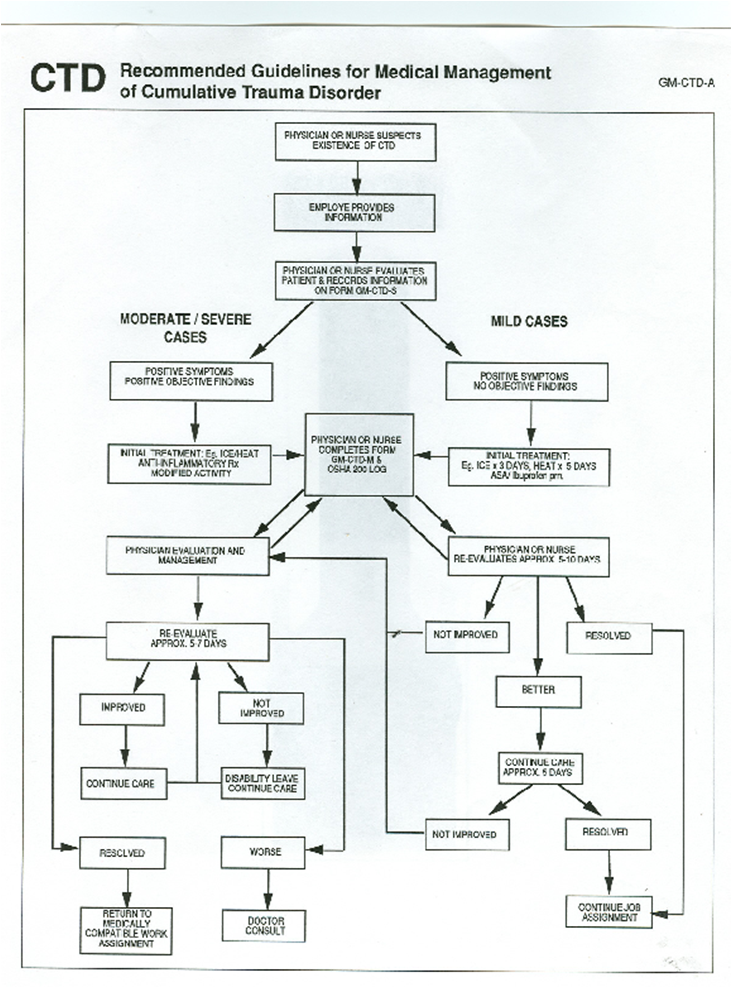 CTD
Recommended Guidelines for Medical Management
of Cumulative Trauma Disorder
GM-CTD-A
PHYSICIAN OR NURSE SUSPECTS
EXISTENCE OF CTD
EMPLOYE PROVIDES
INFORMATION
PHYSICIAN OR NURSE EVALUATES
PATIENT & RECORDS INFORMATION
ON FORM GM-CTD-S
MODERATE / SEVERE
CASES
MILD CASES
POSITIVE SYMPTOMS
POSITIVE OBJECTIVE FINDINGS
POSITIVE SYMPTOMS
NO OBJECTIVE FINDINGS
INITIAL TREATMENT: Eg. ICE/HEAT
ANTI-INFLAMMATORY Rx
MODIFIED ACTIVITY
PHYSICIAN OR NURSE
COMPLETES FORM
GM-CTD-M &
OSHA 200 LOG
INITIAL TREATMENT:
Eg. ICE x 3 DAYS, HEAT x 5 DAYS
ASA/ Ibuprofen prn.
PHYSICIAN EVALUATION AND
MANAGEMENT
PHYSICIAN OR NURSE
RE-EVALUATES APPROX. 5-10 DAYS
RE-EVALUATE
APPROX. 5-7 DAYS
NOT IMPROVED
RESOLVED
IMPROVED
NOT
IMPROVED
BETTER
CONTINUE CARE
DISABILITY LEAVE
CONTINUE CARE
CONTINUE CARE
APPROX. 5 DAYS
NOT IMPROVED
RESOLVED
RESOLVED
WORSE
RETURN TO
MEDICALLY
COMPATIBLE WORK
ASSIGNMENT
DOCTOR
CONSULT
CONTINUE JOB
ASSIGNMENT